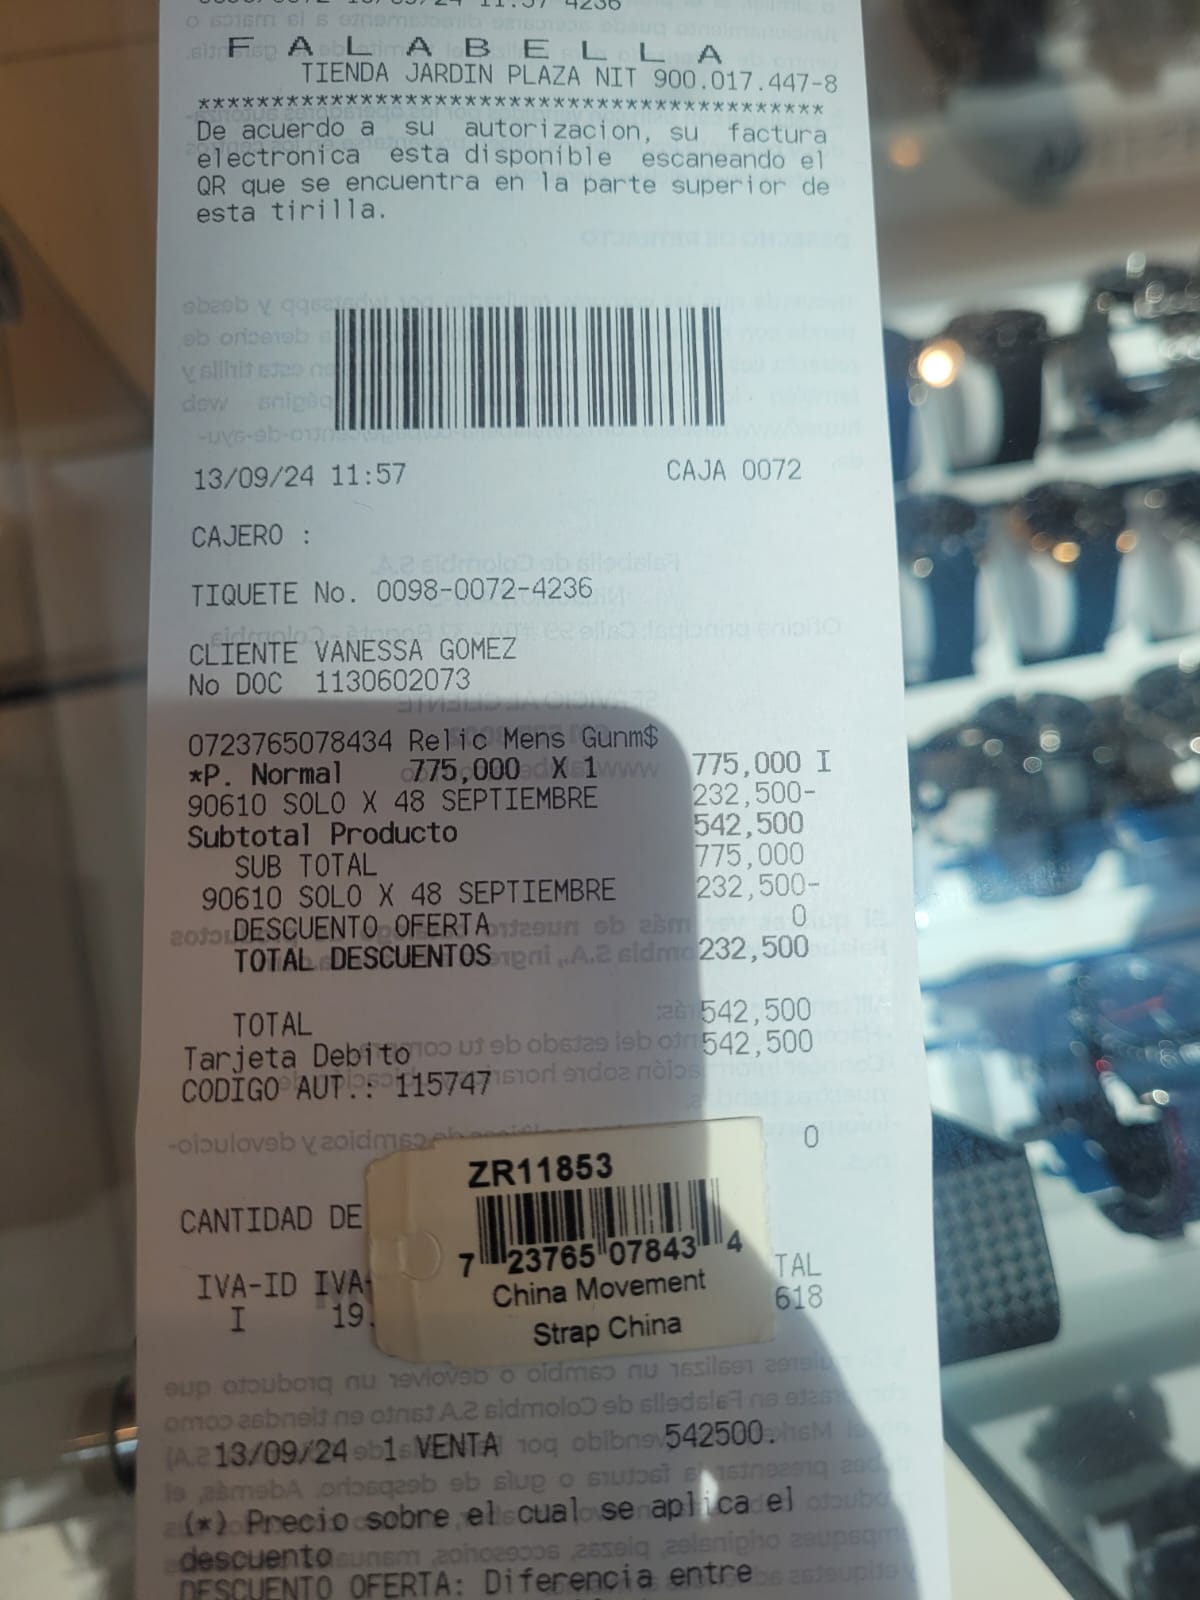 F A L A B E L L A
TIENDA JARDIN PLAZA NIT 900.017.447-8
******************************************
De acuerdo a su autorizacion, su factura
electronica esta disponible escaneando el
QR que se encuentra en la parte superior de
esta tirilla.
13/09/24 11:57 CAJA 0072
CAJERO :
TIQUETE No. 0098-0072-4236
CLIENTE VANESSA GOMEZ
No DOC 1130602073
0723765078434 Relic Mens Gunm$
*P. Normal 775,000 X 1 775,000 I
90610 SOLO X 48 SEPTIEMBRE 232,500-
Subtotal Producto 542,500
SUB TOTAL 775,000
90610 SOLO X 48 SEPTIEMBRE 232,500-
DESCUENTO OFERTA 0
TOTAL DESCUENTOS 232,500
TOTAL 542,500
Tarjeta Debito 542,500
CODIGO AUT.: 115747
0
ZR11853
7 23765 07843 4
China Movement
Strap China
CANTIDAD DE
IVA-ID IVA- TAL
I 19. 618
13/09/24 1 VENTA 542500.
(*) Precio sobre el cual se aplica el
descuento
DESCUENTO OFERTA: Diferencia entre